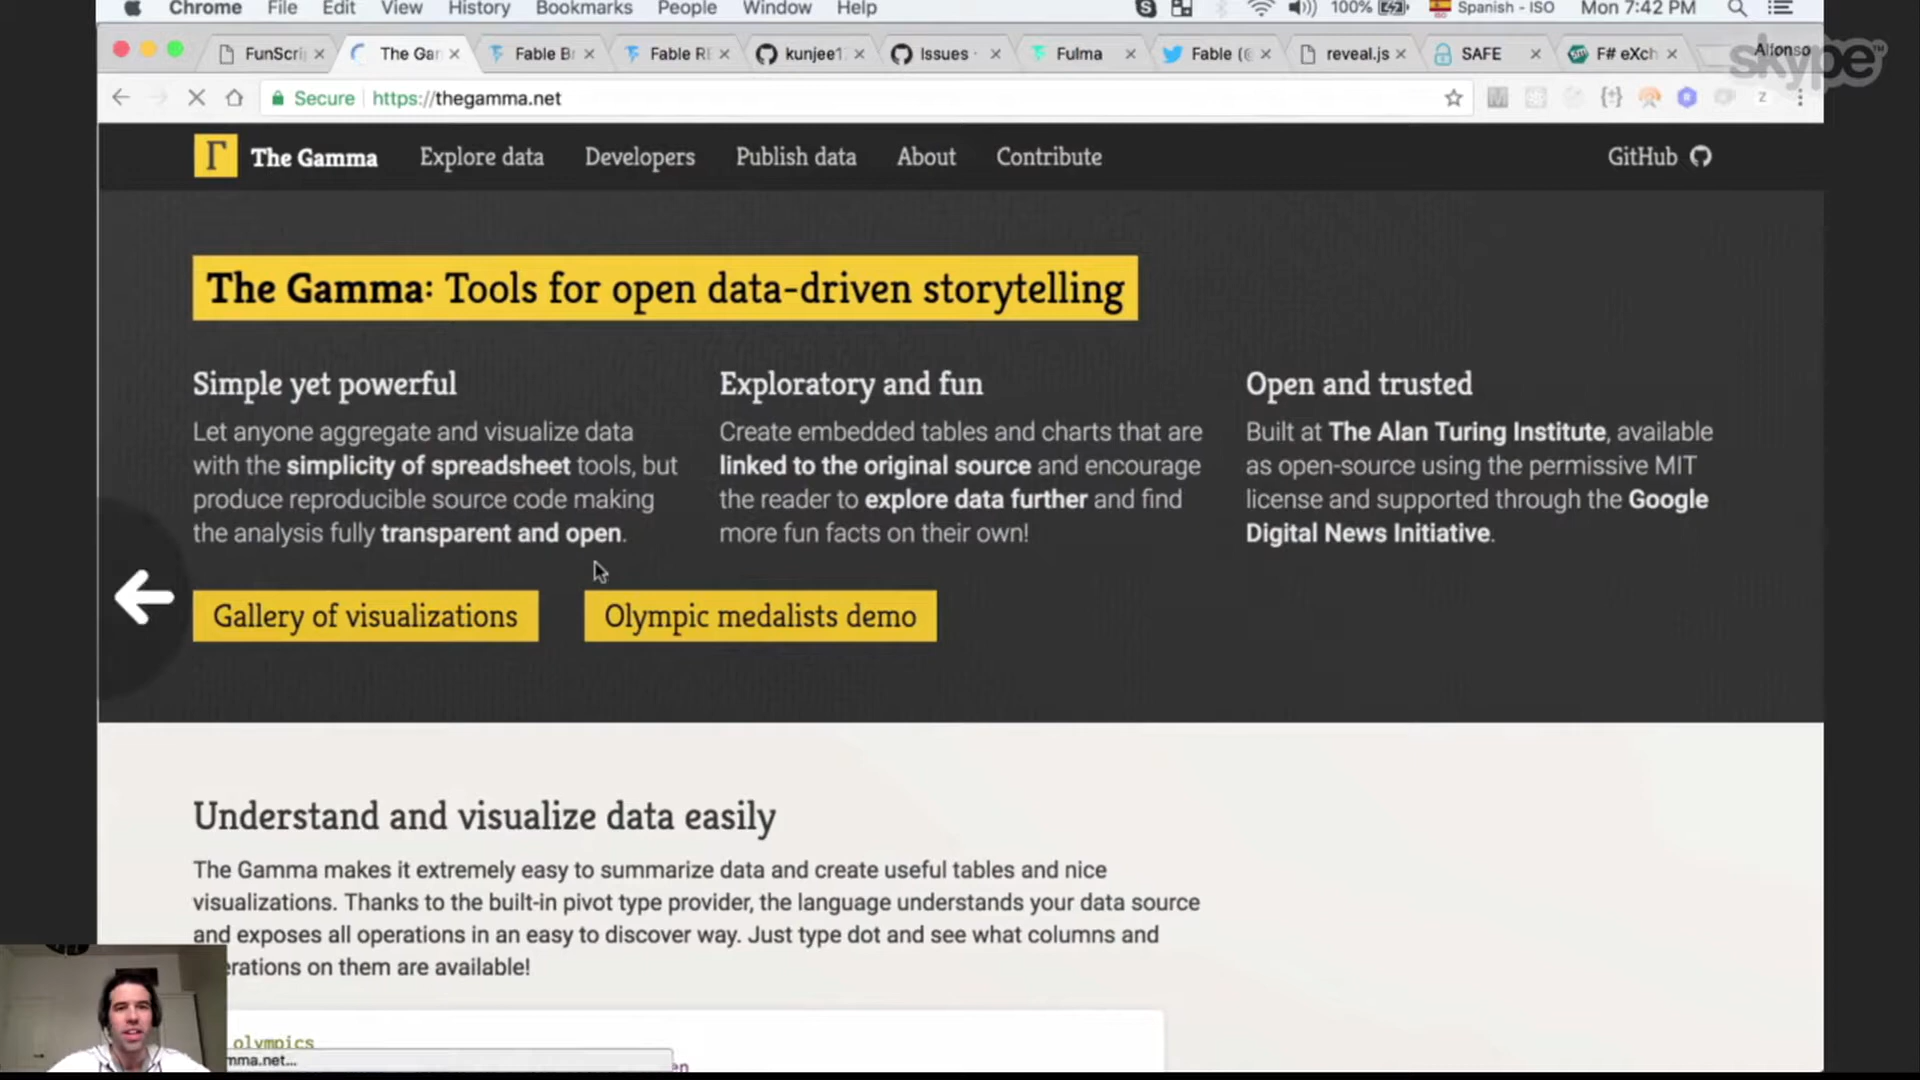 Chrome File Edit View History Bookmarks People Window Help 100% Spanish - ISO Mon 7:42 PM
FunScri The Gan Fable Br Fable RE kunjee1 Issues · Fulma Fable (@ reveal.js SAFE F# eXch Alfonso
skype™
Secure https://thegamma.net
Γ The Gamma Explore data Developers Publish data About Contribute GitHub
The Gamma: Tools for open data-driven storytelling
Simple yet powerful
Let anyone aggregate and visualize data
with the simplicity of spreadsheet tools, but
produce reproducible source code making
the analysis fully transparent and open.
Exploratory and fun
Create embedded tables and charts that are
linked to the original source and encourage
the reader to explore data further and find
more fun facts on their own!
Open and trusted
Built at The Alan Turing Institute, available
as open-source using the permissive MIT
license and supported through the Google
Digital News Initiative.
Gallery of visualizations
Olympic medalists demo
Understand and visualize data easily
The Gamma makes it extremely easy to summarize data and create useful tables and nice
visualizations. Thanks to the built-in pivot type provider, the language understands your data source
and exposes all operations in an easy to discover way. Just type dot and see what columns and
erations on them are available!
olympics
mma.net...